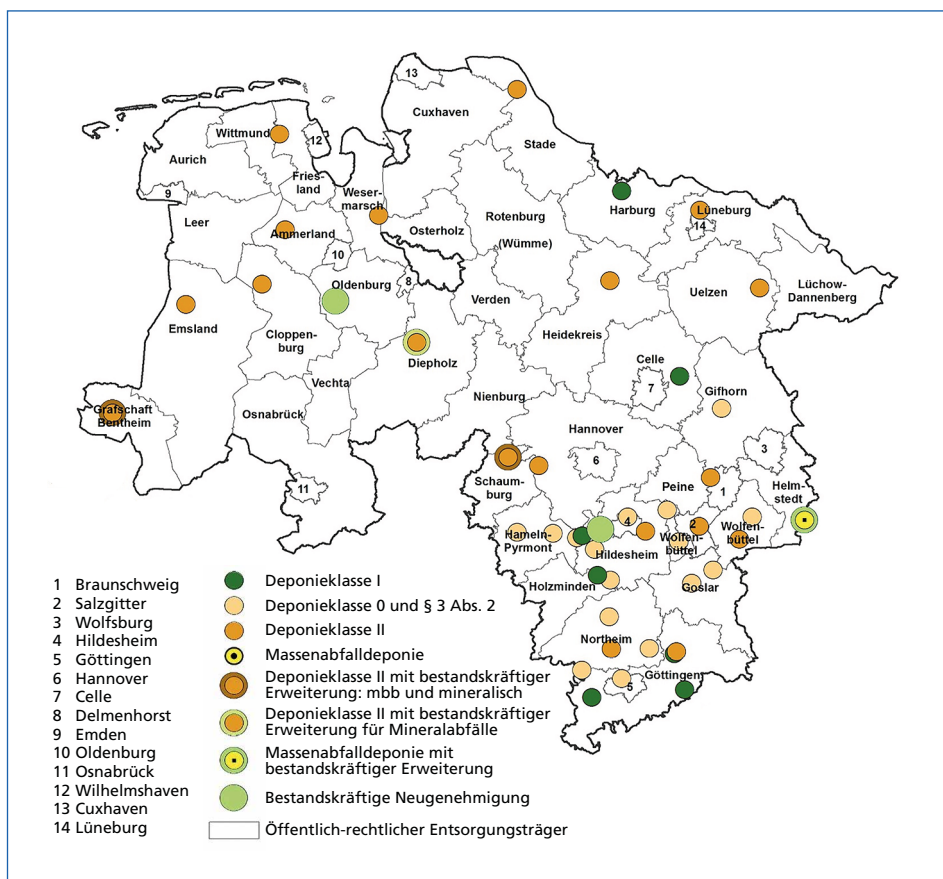 13
Cuxhaven
Wittmund
12
Stade
Aurich
Fries-
land
9
Weser-
marsch
Harburg
Lüneburg
Leer
Rotenburg
(Wümme)
14
Ammerland
Osterholz
10
Oldenburg
8
Uelzen
Lüchow-
Dannenberg
Verden
Emsland
Cloppen-
burg
Heidekreis
Diepholz
Celle
7
Vechta
Gifhorn
Nienburg
Grafschaft
Bentheim
Osnabrück
Hannover
6
3
Schaum-
burg
Peine
Helm-
stedt
11
1
4
2
Hameln-
Pyrmont
Wolfen-
büttel
Wolfen-
büttel
Hildesheim
Holzminden
Goslar
Northeim
Göttingen
5
1 Braunschweig
2 Salzgitter
3 Wolfsburg
4 Hildesheim
5 Göttingen
6 Hannover
7 Celle
8 Delmenhorst
9 Emden
10 Oldenburg
11 Osnabrück
12 Wilhelmshaven
13 Cuxhaven
14 Lüneburg
Deponieklasse I
Deponieklasse 0 und § 3 Abs. 2
Deponieklasse II
Massenabfalldeponie
Deponieklasse II mit bestandskräftiger
Erweiterung: mbb und mineralisch
Deponieklasse II mit bestandskräftiger
Erweiterung für Mineralabfälle
Massenabfalldeponie mit
bestandskräftiger Erweiterung
Bestandskräftige Neugenehmigung
Öffentlich-rechtlicher Entsorgungsträger